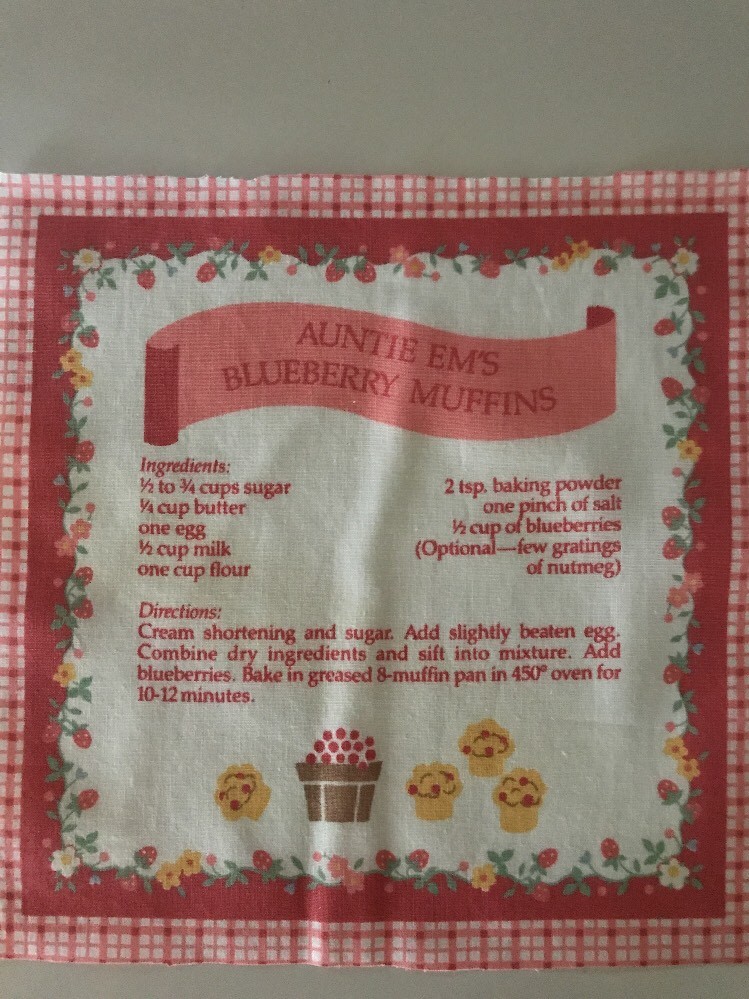 AUNTIE EM'S
BLUEBERRY MUFFINS
Ingredients:
½ to ¾ cups sugar
¼ cup butter
one egg
½ cup milk
one cup flour
2 tsp. baking powder
one pinch of salt
½ cup of blueberries
(Optional—few gratings
of nutmeg)
Directions:
Cream shortening and sugar. Add slightly beaten egg.
Combine dry ingredients and sift into mixture. Add
blueberries. Bake in greased 8-muffin pan in 450° oven for
10-12 minutes.